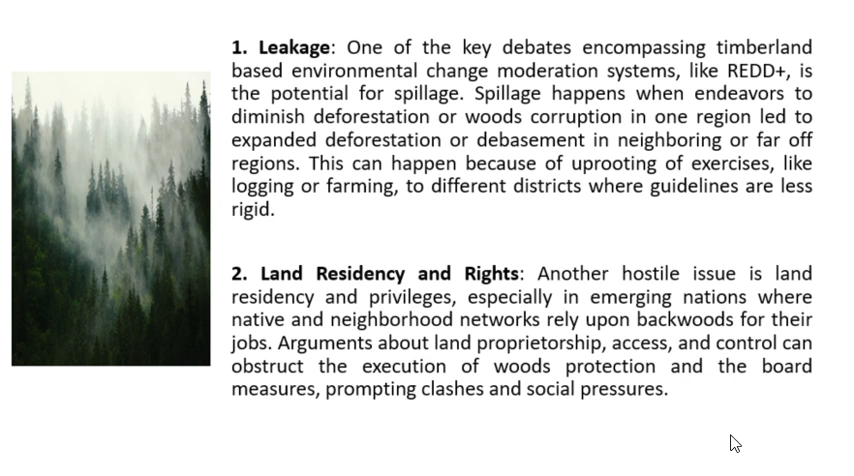 1. Leakage: One of the key debates encompassing timberland
based environmental change moderation systems, like REDD+, is
the potential for spillage. Spillage happens when endeavors to
diminish deforestation or woods corruption in one region led to
expanded deforestation or debasement in neighboring or far off
regions. This can happen because of uprooting of exercises, like
logging or farming, to different districts where guidelines are less
rigid.
2. Land Residency and Rights: Another hostile issue is land
residency and privileges, especially in emerging nations where
native and neighborhood networks rely upon backwoods for their
jobs. Arguments about land proprietorship, access, and control can
obstruct the execution of woods protection and the board
measures, prompting clashes and social pressures.